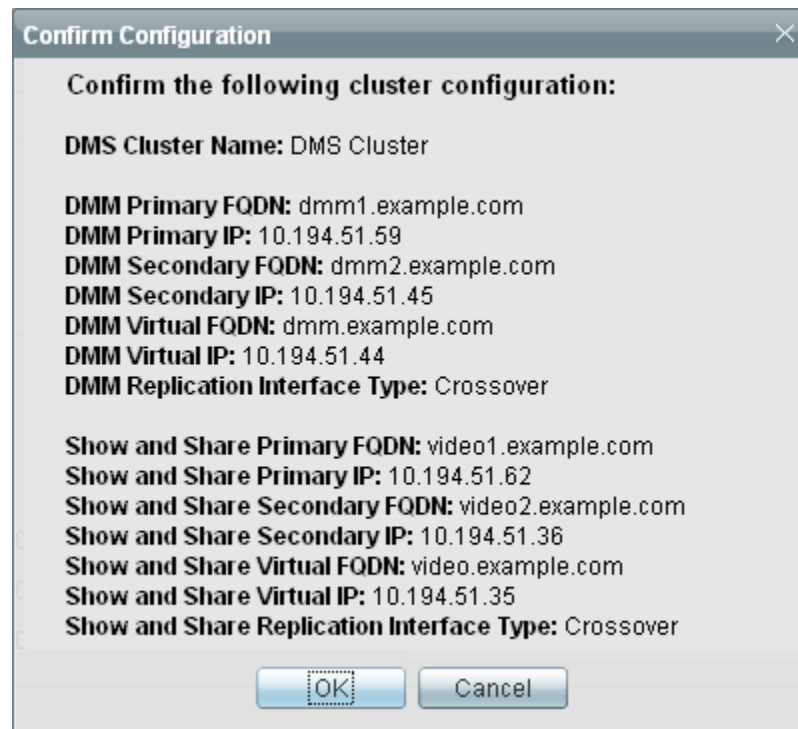 Confirm Configuration
Confirm the following cluster configuration:
DMS Cluster Name: DMS Cluster
DMM Primary FQDN: dmm1.example.com
DMM Primary IP: 10.194.51.59
DMM Secondary FQDN: dmm2.example.com
DMM Secondary IP: 10.194.51.45
DMM Virtual FQDN: dmm.example.com
DMM Virtual IP: 10.194.51.44
DMM Replication Interface Type: Crossover
Show and Share Primary FQDN: video1.example.com
Show and Share Primary IP: 10.194.51.62
Show and Share Secondary FQDN: video2.example.com
Show and Share Secondary IP: 10.194.51.36
Show and Share Virtual FQDN: video.example.com
Show and Share Virtual IP: 10.194.51.35
Show and Share Replication Interface Type: Crossover
OK Cancel